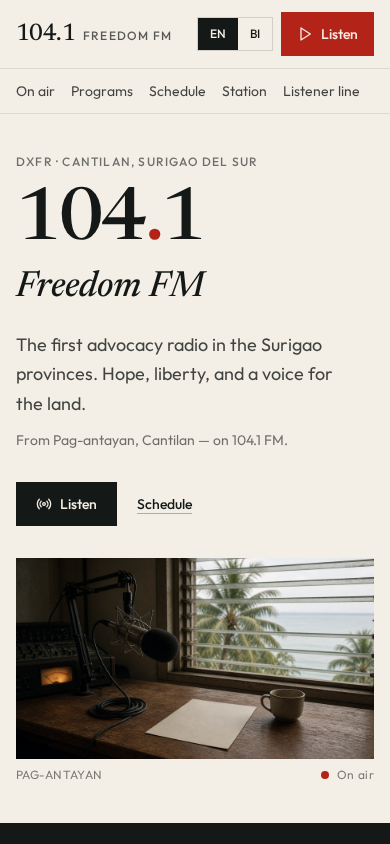 104.1 FREEDOM FM
EN BI
Listen
On air Programs Schedule Station Listener line
DXFR · CANTILAN, SURIGAO DEL SUR
104.1
Freedom FM
The first advocacy radio in the Surigao
provinces. Hope, liberty, and a voice for
the land.
From Pag-antayan, Cantilan — on 104.1 FM.
Listen Schedule
PAG-ANTAYAN On air